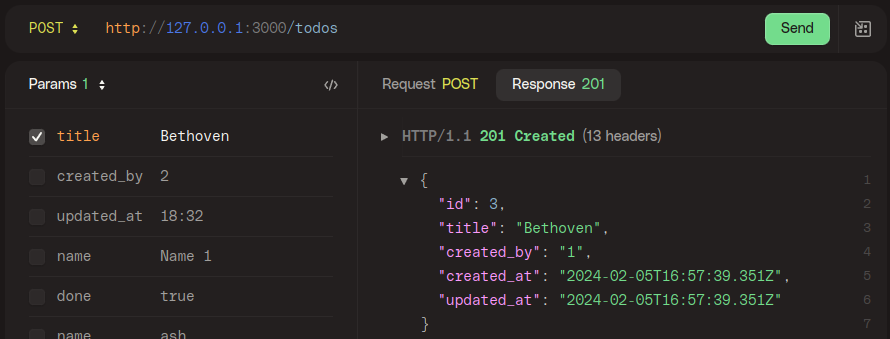 POST http://127.0.0.1:3000/todos Send
Params 1
Request POST Response 201
title Bethoven
created_by 2
updated_at 18:32
name Name 1
done true
name ash
HTTP/1.1 201 Created (13 headers)
{ 1
"id": 3, 2
"title": "Bethoven", 3
"created_by": "1", 4
"created_at": "2024-02-05T16:57:39.351Z", 5
"updated_at": "2024-02-05T16:57:39.351Z" 6
} 7